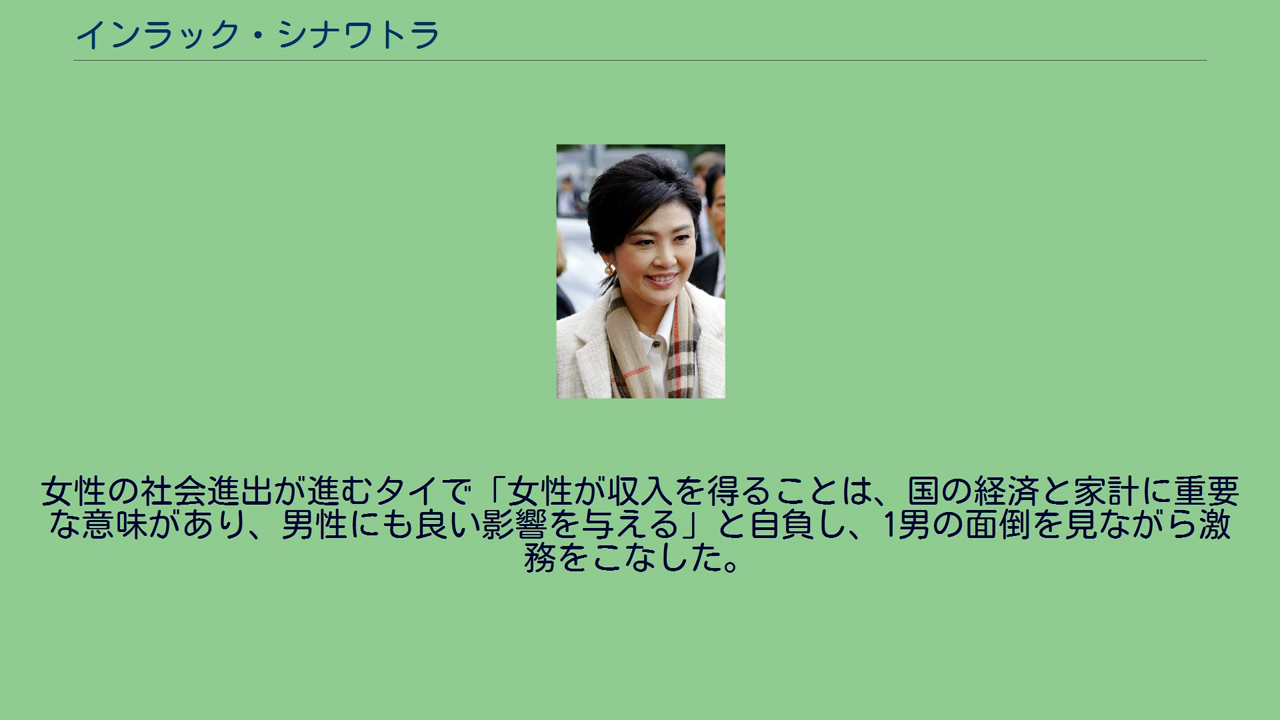 インラック・シナワトラ
女性の社会進出が進むタイで「女性が収入を得ることは、国の経済と家計に重要
な意味があり、男性にも良い影響を与える」と自負し、1男の面倒を見ながら激
務をこなした。